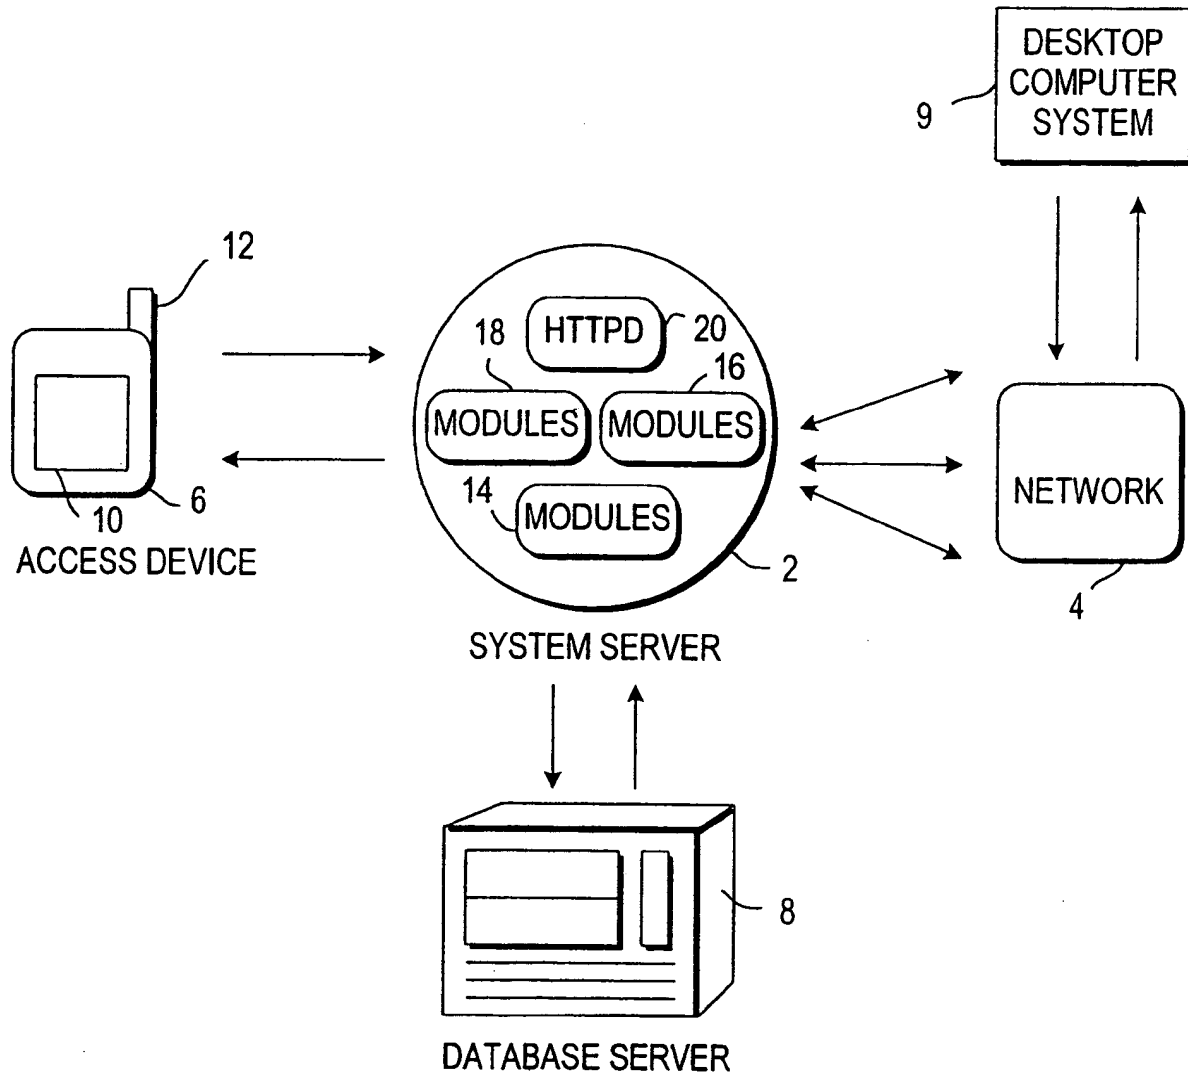 DESKTOP
COMPUTER
SYSTEM
9
12
HTTPD
20
18
16
MODULES
MODULES
14
MODULES
NETWORK
10
6
ACCESS DEVICE
2
4
SYSTEM SERVER
8
DATABASE SERVER